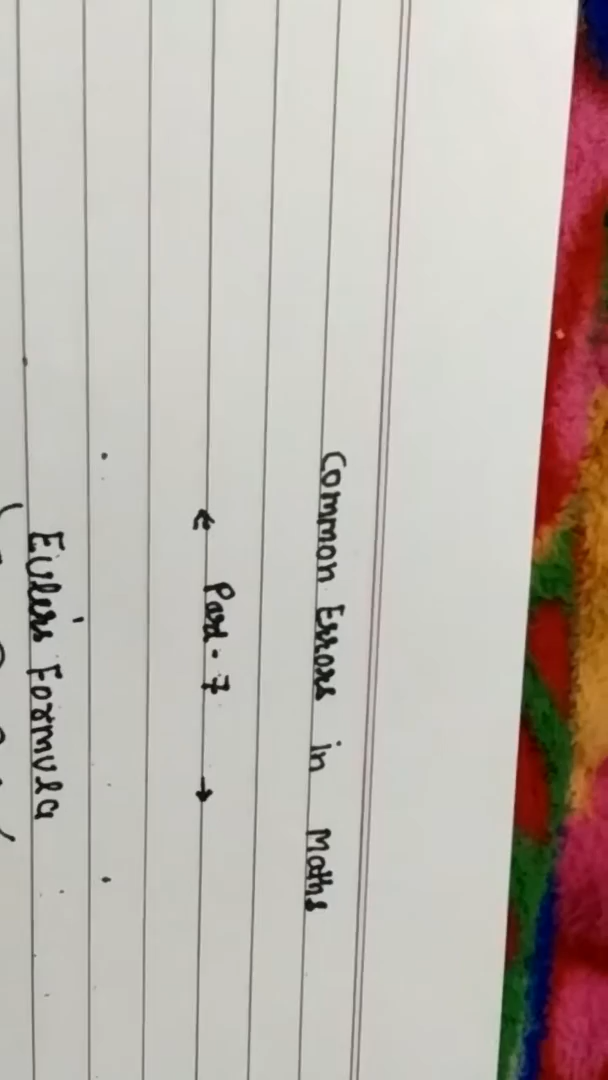 Common Errors in Maths
← Part-7 →
Euler's Formula